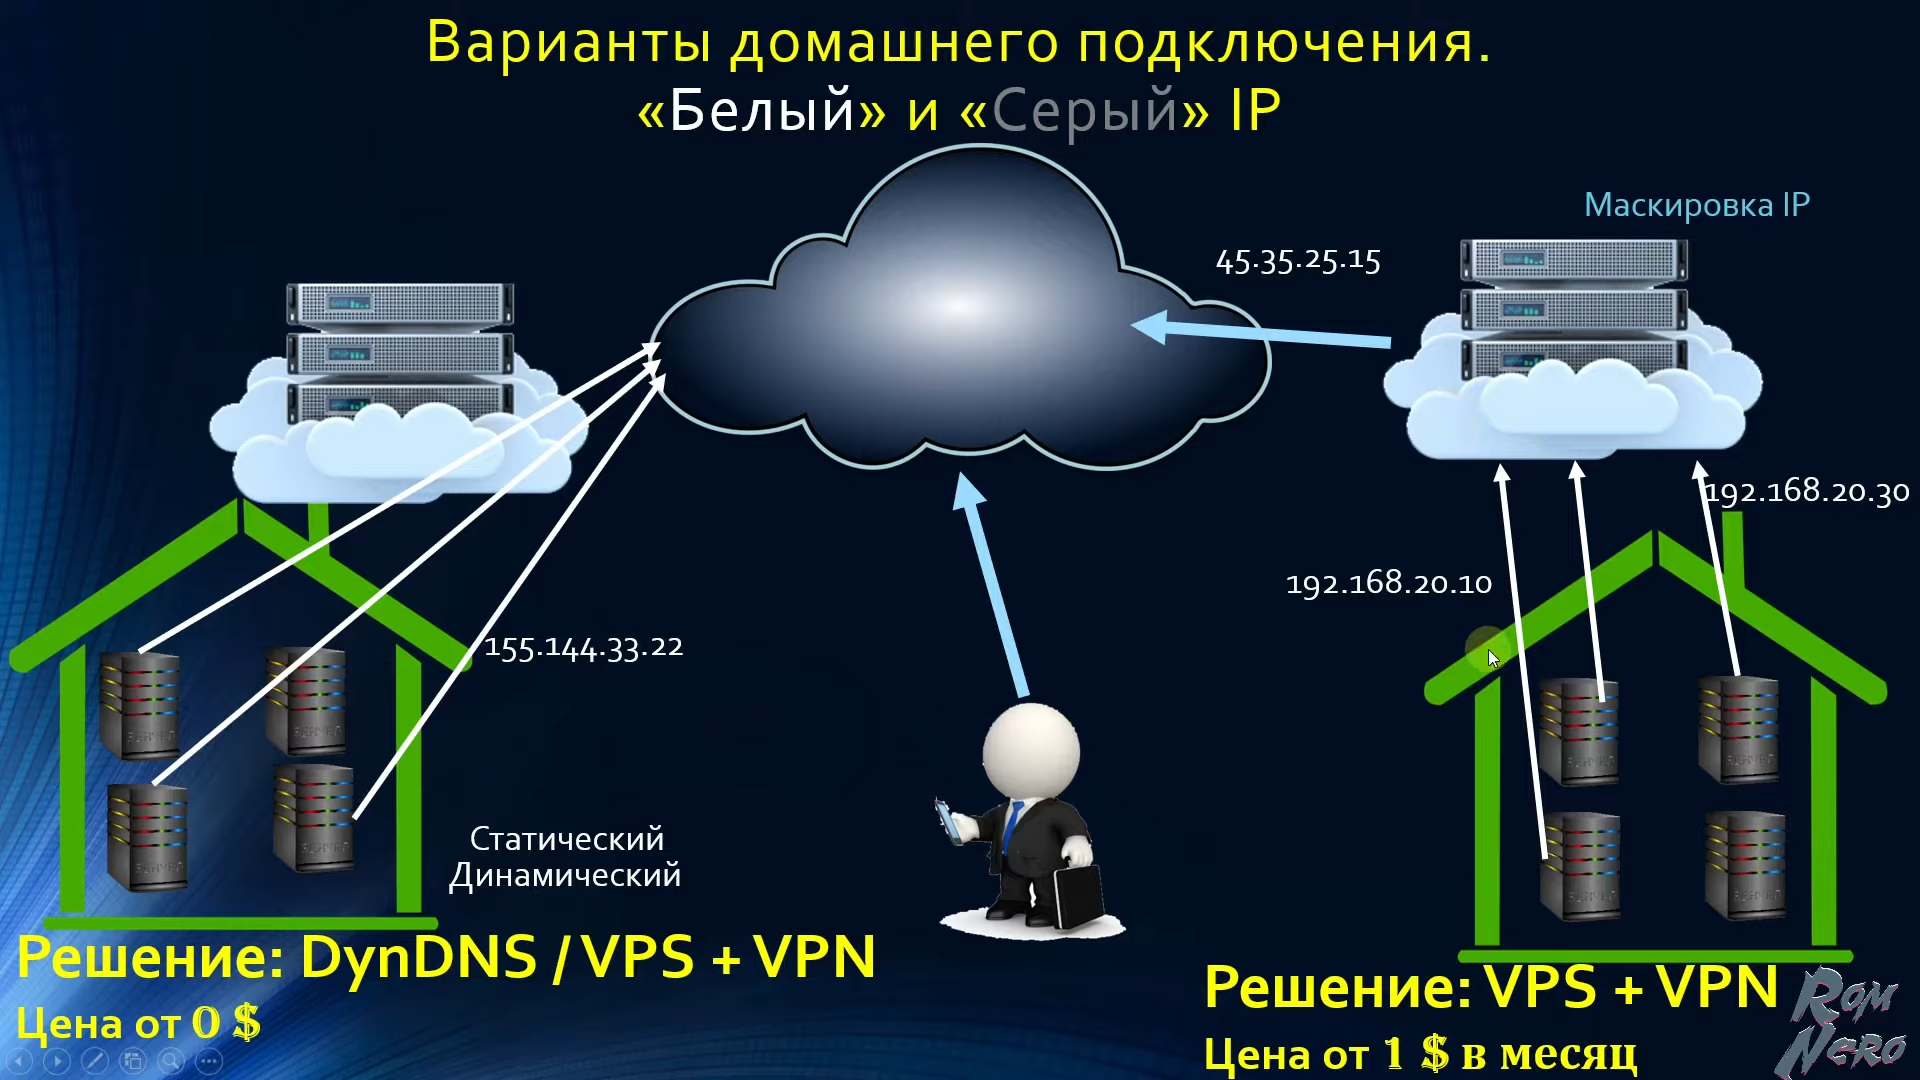 Варианты домашнего подключения.
«Белый» и «Серый» IP
Маскировка IP
45.35.25.15
192.168.20.30
192.168.20.10
155.144.33.22
Статический
Динамический
Решение: DynDNS / VPS + VPN
Цена от 0 $
Решение: VPS + VPN
Цена от 1 $ в месяц
Rom
Nero